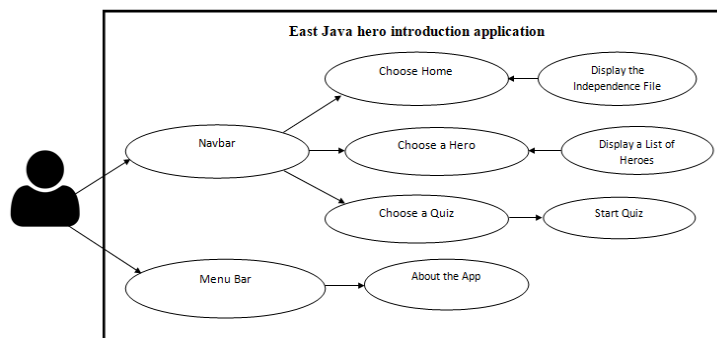 East Java hero introduction application
Choose Home
Display the
Independence File
Navbar
Choose a Hero
Display a List of
Heroes
Choose a Quiz
Start Quiz
Menu Bar
About the App